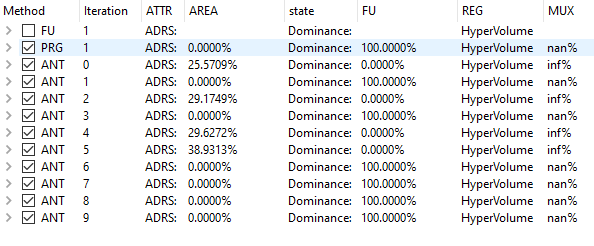 Method Iteration ATTR AREA state FU REG MUX
FU 1 ADRS: Dominance: HyperVolume
PRG 1 ADRS: 0.0000% Dominance: 100.0000% HyperVolume nan%
ANT 0 ADRS: 25.5709% Dominance: 0.0000% HyperVolume inf%
ANT 1 ADRS: 0.0000% Dominance: 100.0000% HyperVolume nan%
ANT 2 ADRS: 29.1749% Dominance: 0.0000% HyperVolume inf%
ANT 3 ADRS: 0.0000% Dominance: 100.0000% HyperVolume nan%
ANT 4 ADRS: 29.6272% Dominance: 0.0000% HyperVolume inf%
ANT 5 ADRS: 38.9313% Dominance: 0.0000% HyperVolume inf%
ANT 6 ADRS: 0.0000% Dominance: 100.0000% HyperVolume nan%
ANT 7 ADRS: 0.0000% Dominance: 100.0000% HyperVolume nan%
ANT 8 ADRS: 0.0000% Dominance: 100.0000% HyperVolume nan%
ANT 9 ADRS: 0.0000% Dominance: 100.0000% HyperVolume nan%